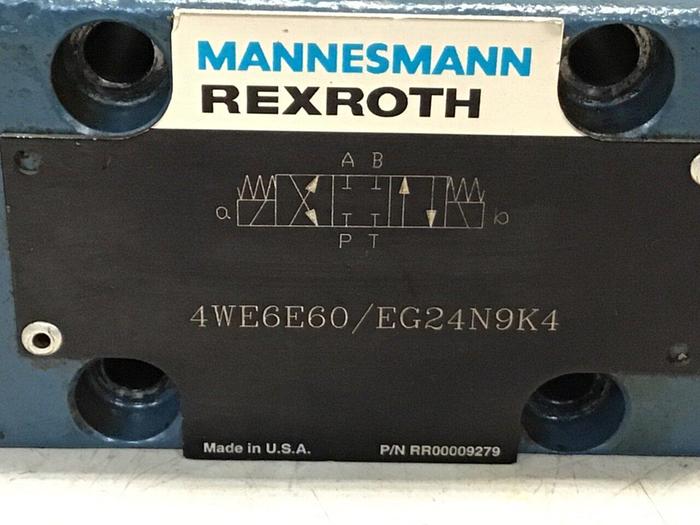 MANNESMANN
REXROTH
A B
a b
P T
4WE6E60/EG24N9K4
Made in U.S.A. P/N RR00009279